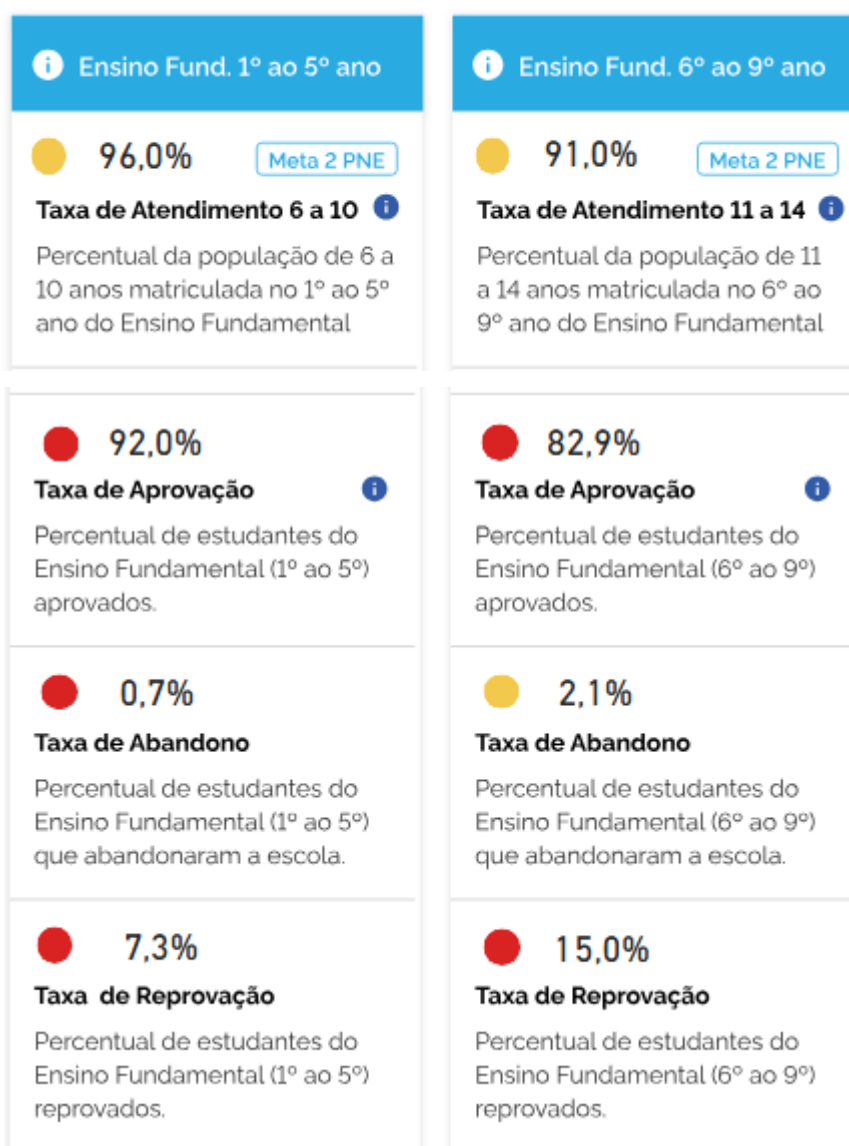 Ensino Fund. 1º ao 5º ano
96,0%
Meta 2 PNE
Taxa de Atendimento 6 a 10
Percentual da população de 6 a
10 anos matriculada no 1º ao 5º
ano do Ensino Fundamental
92,0%
Taxa de Aprovação
Percentual de estudantes do
Ensino Fundamental (1º ao 5º)
aprovados.
0,7%
Taxa de Abandono
Percentual de estudantes do
Ensino Fundamental (1º ao 5º)
que abandonaram a escola.
7,3%
Taxa de Reprovação
Percentual de estudantes do
Ensino Fundamental (1º ao 5º)
reprovados.
Ensino Fund. 6º ao 9º ano
91,0%
Meta 2 PNE
Taxa de Atendimento 11 a 14
Percentual da população de 11
a 14 anos matriculada no 6º ao
9º ano do Ensino Fundamental
82,9%
Taxa de Aprovação
Percentual de estudantes do
Ensino Fundamental (6º ao 9º)
aprovados.
2,1%
Taxa de Abandono
Percentual de estudantes do
Ensino Fundamental (6º ao 9º)
que abandonaram a escola.
15,0%
Taxa de Reprovação
Percentual de estudantes do
Ensino Fundamental (6º ao 9º)
reprovados.